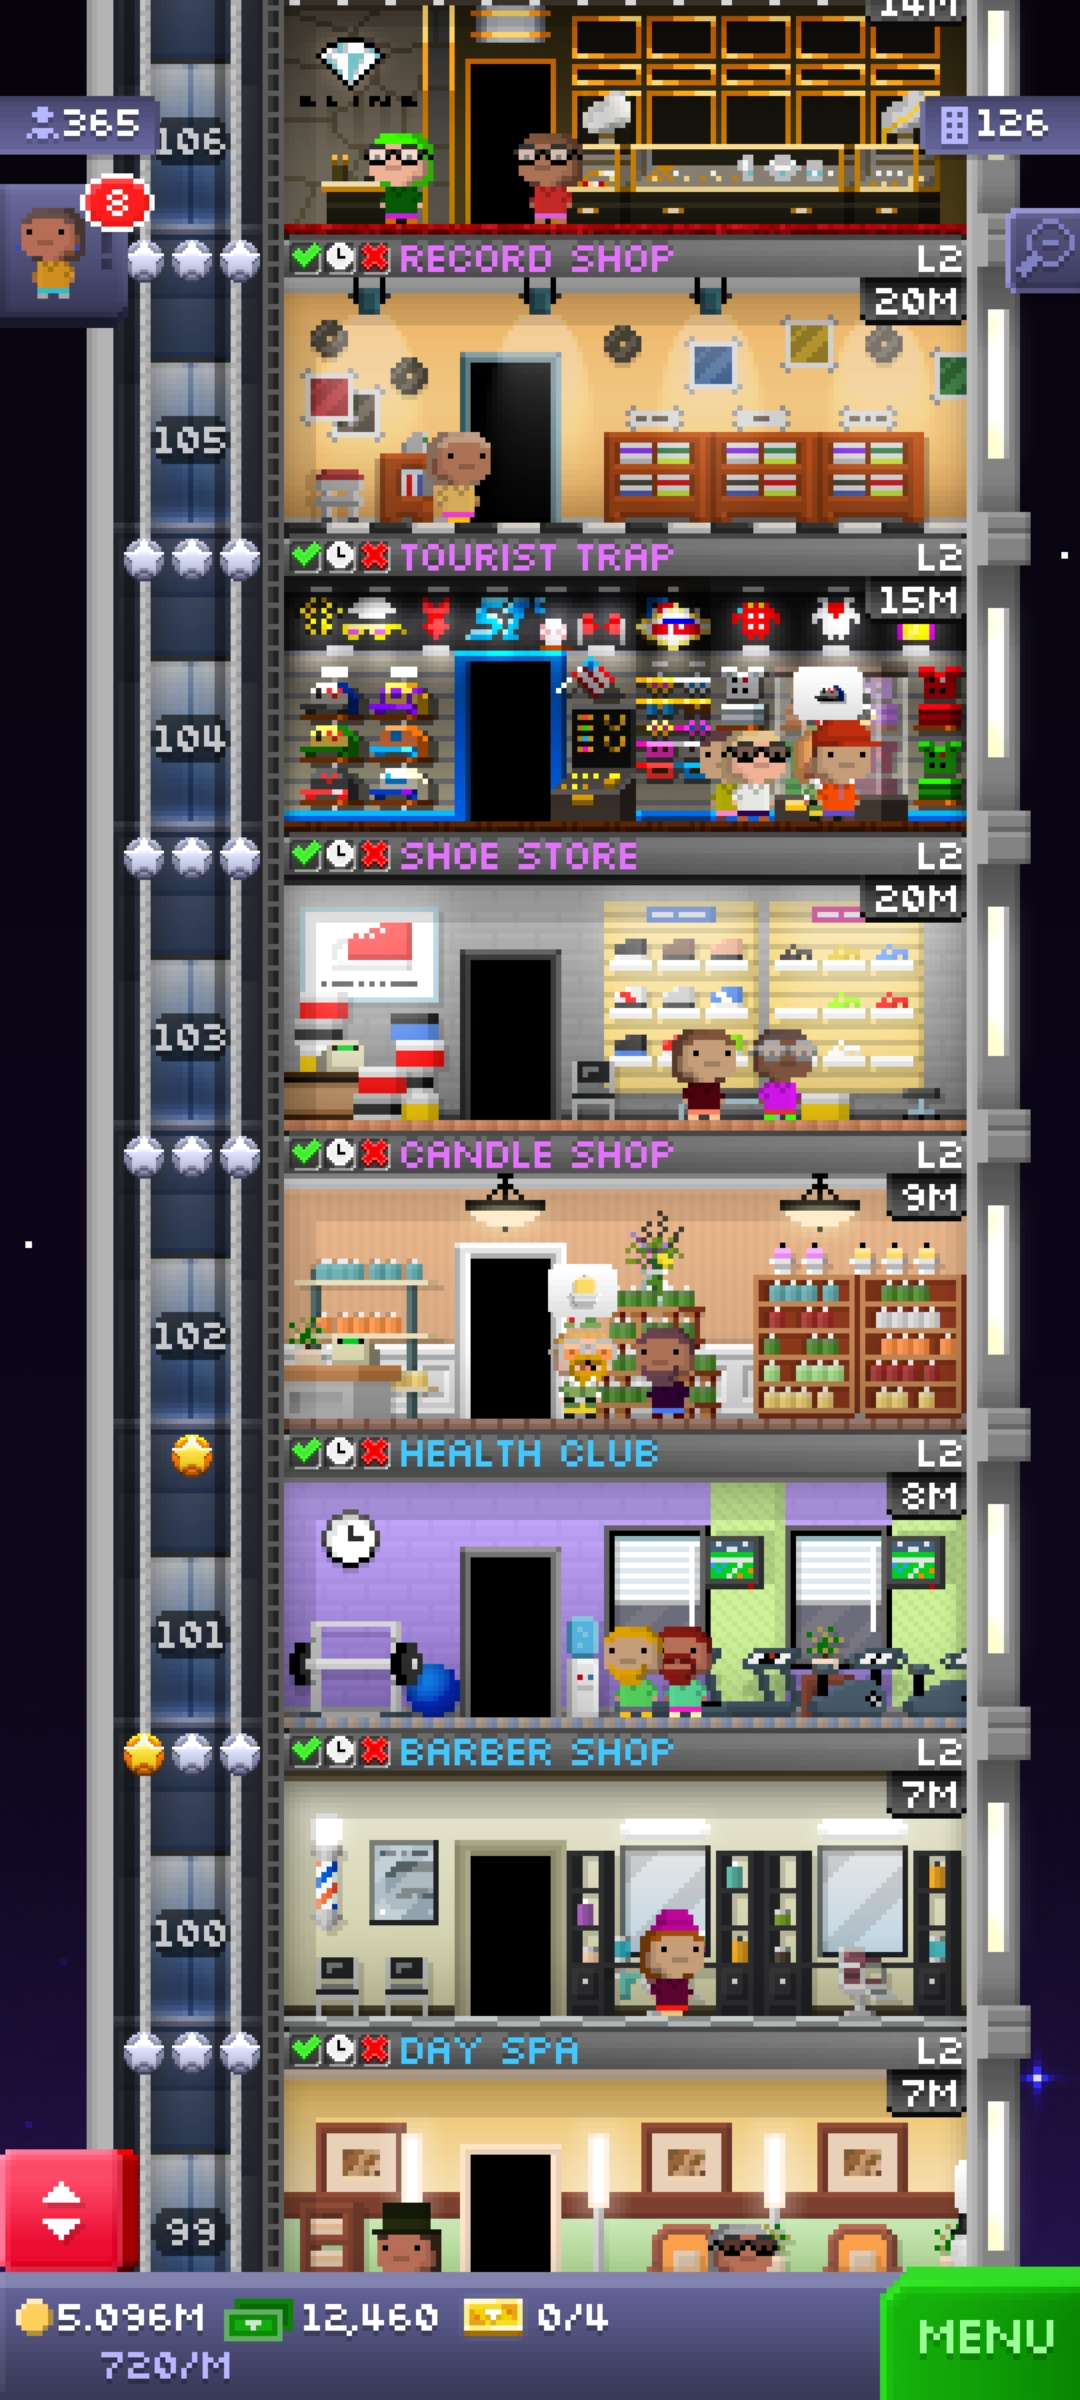 14M
365
126
106
BLING
8
RECORD SHOP L2
20M
105
TOURIST TRAP L2
15M
104
SHOE STORE L2
20M
103
CANDLE SHOP L2
9M
102
HEALTH CLUB L2
8M
101
BARBER SHOP L2
7M
100
DAY SPA L2
7M
99
5.096M 12,460 0/4
720/M
MENU